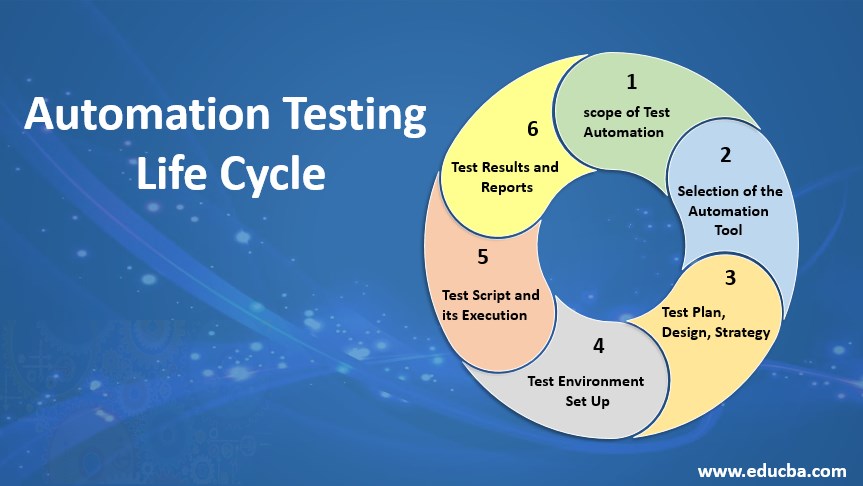 Automation Testing
Life Cycle
1
scope of Test
Automation
2
Selection of the
Automation
Tool
3
Test Plan,
Design, Strategy
4
Test Environment
Set Up
5
Test Script and
its Execution
6
Test Results and
Reports
www.educba.com